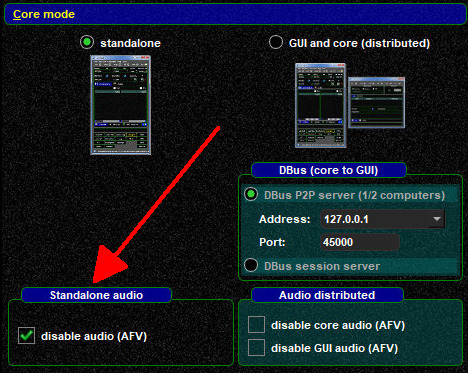 Core mode
standalone
GUI and core (distributed)
DBus (core to GUI)
DBus P2P server (1/2 computers)
Address: 127.0.0.1
Port: 45000
DBus session server
Standalone audio
disable audio (AFV)
Audio distributed
disable core audio (AFV)
disable GUI audio (AFV)